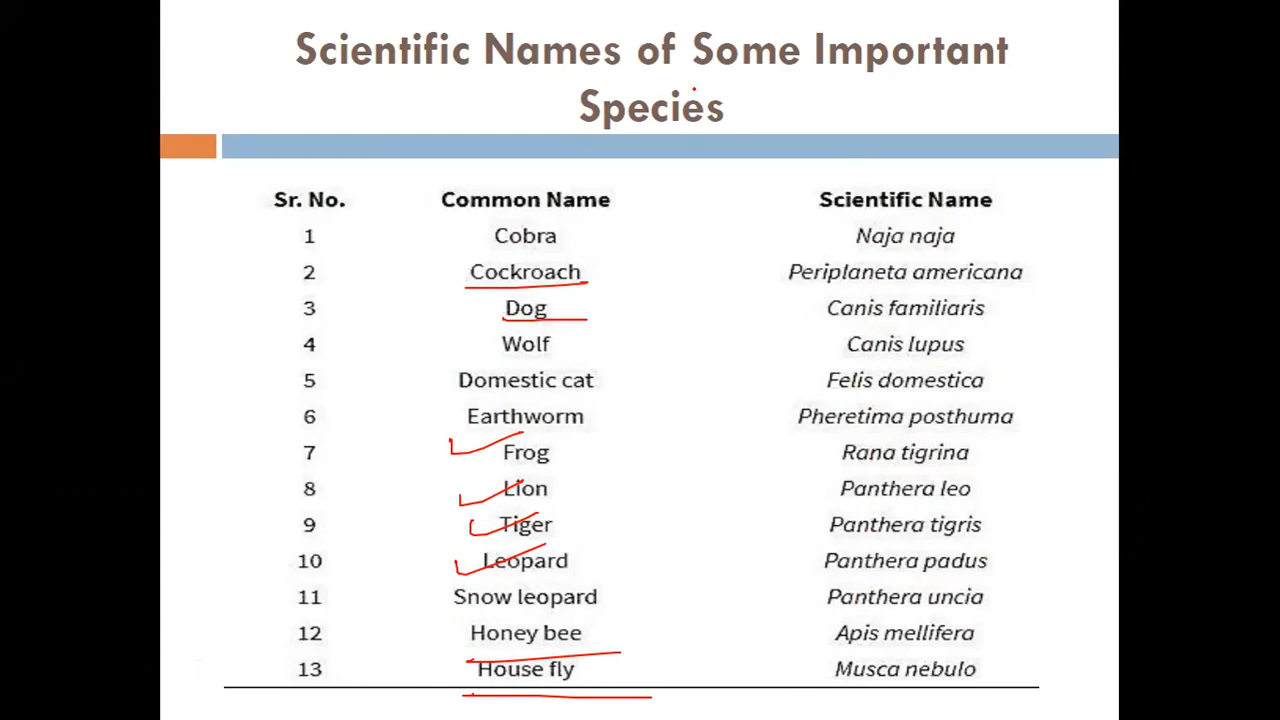 Scientific Names of Some Important
Species
Sr. No. Common Name Scientific Name
1 Cobra Naja naja
2 Cockroach Periplaneta americana
3 Dog Canis familiaris
4 Wolf Canis lupus
5 Domestic cat Felis domestica
6 Earthworm Pheretima posthuma
7 Frog Rana tigrina
8 Lion Panthera leo
9 Tiger Panthera tigris
10 Leopard Panthera padus
11 Snow leopard Panthera uncia
12 Honey bee Apis mellifera
13 House fly Musca nebulo